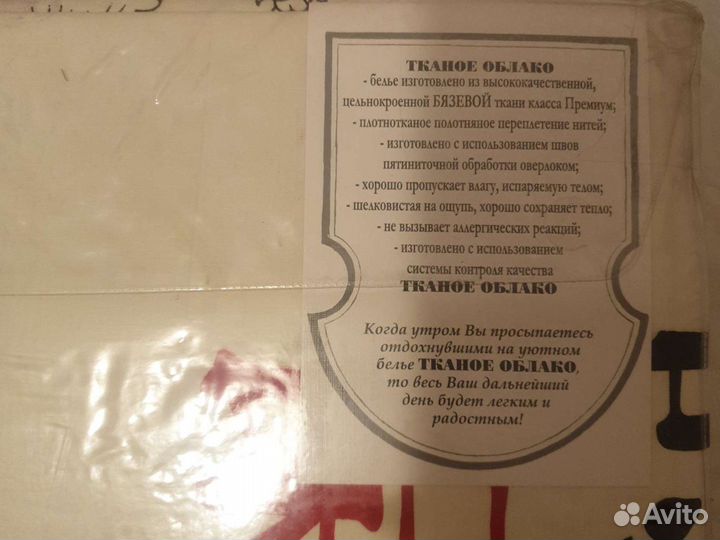 ТКАНОЕ ОБЛАКО
- белье изготовлено из высококачественной,
цельнокроенной БЯЗЕВОЙ ткани класса Премиум;
- плотнотканое полотняное переплетение нитей;
- изготовлено с использованием швов
пятиниточной обработки оверлоком;
- хорошо пропускает влагу, испаряемую телом;
- шелковистая на ощупь, хорошо сохраняет тепло;
- не вызывает аллергических реакций;
- изготовлено с использованием
системы контроля качества
ТКАНОЕ ОБЛАКО
Когда утром Вы просыпаетесь
отдохнувшими на уютном
белье ТКАНОЕ ОБЛАКО,
то весь Ваш дальнейший
день будет легким и
радостным!
Avito